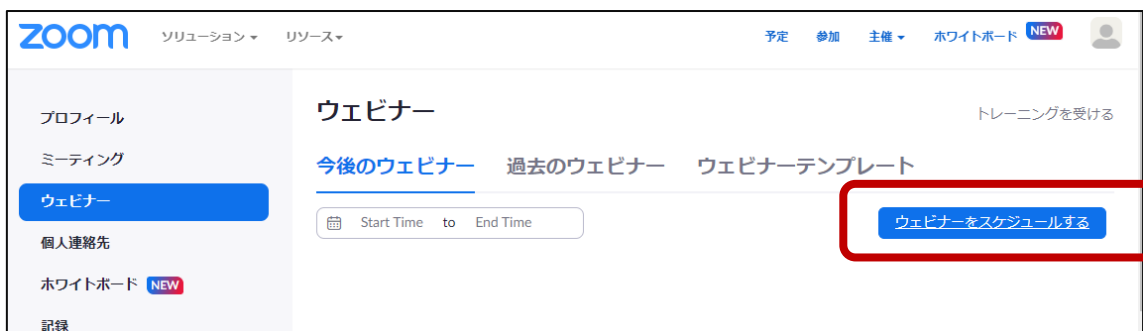 zoom ソリューション リソース 予定 参加 主催 ホワイトボード NEW
プロフィール
ミーティング
ウェビナー
個人連絡先
ホワイトボード NEW
記録
ウェビナー
トレーニングを受ける
今後のウェビナー 過去のウェビナー ウェビナーテンプレート
Start Time to End Time
ウェビナーをスケジュールする